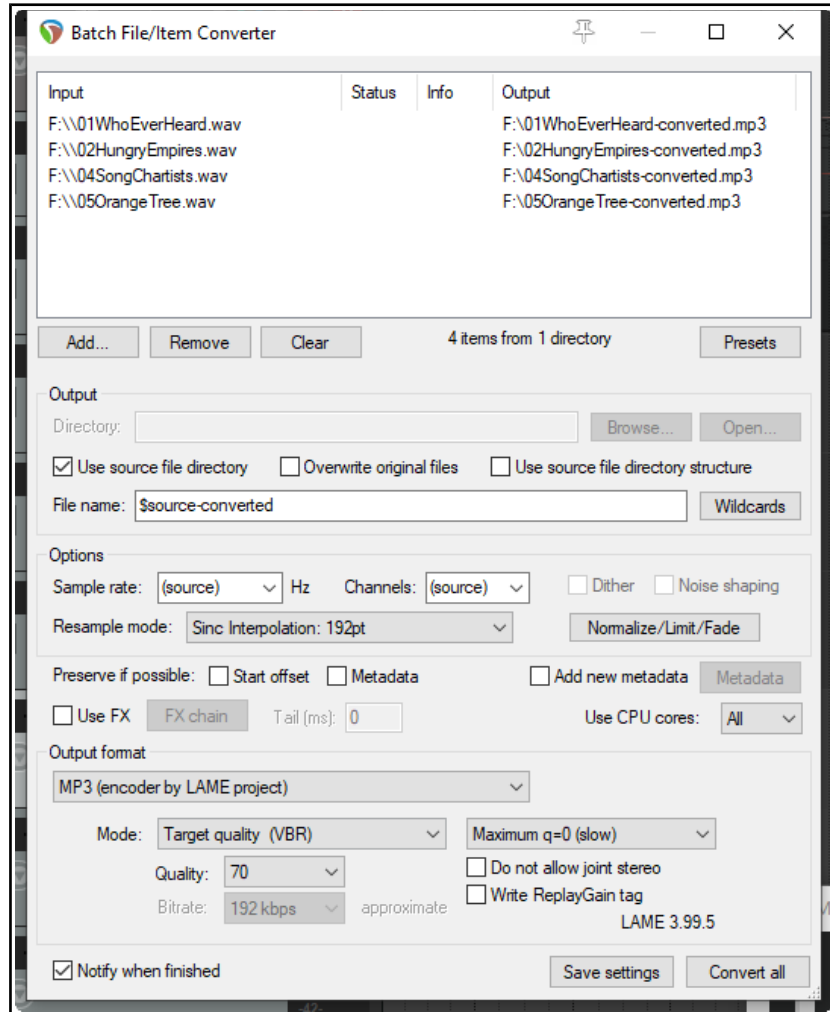 Batch File/Item Converter
Input Status Info Output
F:\\01WhoEverHeard.wav F:\01WhoEverHeard-converted.mp3
F:\\02HungryEmpires.wav F:\02HungryEmpires-converted.mp3
F:\\04SongChartists.wav F:\04SongChartists-converted.mp3
F:\\05OrangeTree.wav F:\05OrangeTree-converted.mp3
Add... Remove Clear 4 items from 1 directory Presets
Output
Directory: Browse... Open...
Use source file directory Overwrite original files Use source file directory structure
File name: $source-converted Wildcards
Options
Sample rate: (source) Hz Channels: (source) Dither Noise shaping
Resample mode: Sinc Interpolation: 192pt Normalize/Limit/Fade
Preserve if possible: Start offset Metadata Add new metadata Metadata
Use FX FX chain Tail (ms): 0 Use CPU cores: All
Output format
MP3 (encoder by LAME project)
Mode: Target quality (VBR) Maximum q=0 (slow)
Quality: 70 Do not allow joint stereo
Bitrate: 192 kbps approximate Write ReplayGain tag
LAME 3.99.5
Notify when finished Save settings Convert all
-42-